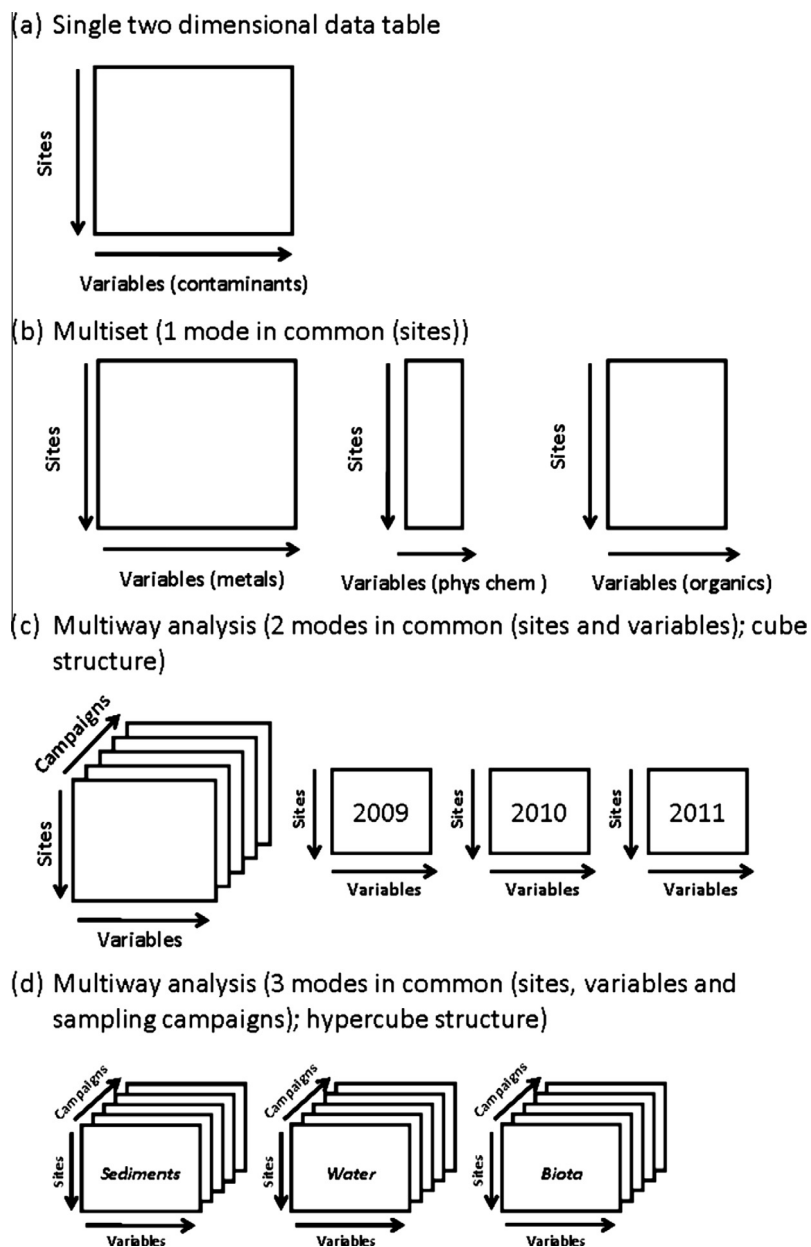 (a) Single two dimensional data table
Sites
Variables (contaminants)
(b) Multiset (1 mode in common (sites))
Sites
Variables (metals)
Sites
Variables (phys chem )
Sites
Variables (organics)
(c) Multiway analysis (2 modes in common (sites and variables); cube
structure)
Campaigns
Sites
Variables
Sites
2009
Variables
Sites
2010
Variables
Sites
2011
Variables
(d) Multiway analysis (3 modes in common (sites, variables and
sampling campaigns); hypercube structure)
Campaigns
Sites
Sediments
Variables
Campaigns
Sites
Water
Variables
Campaigns
Sites
Biota
Variables